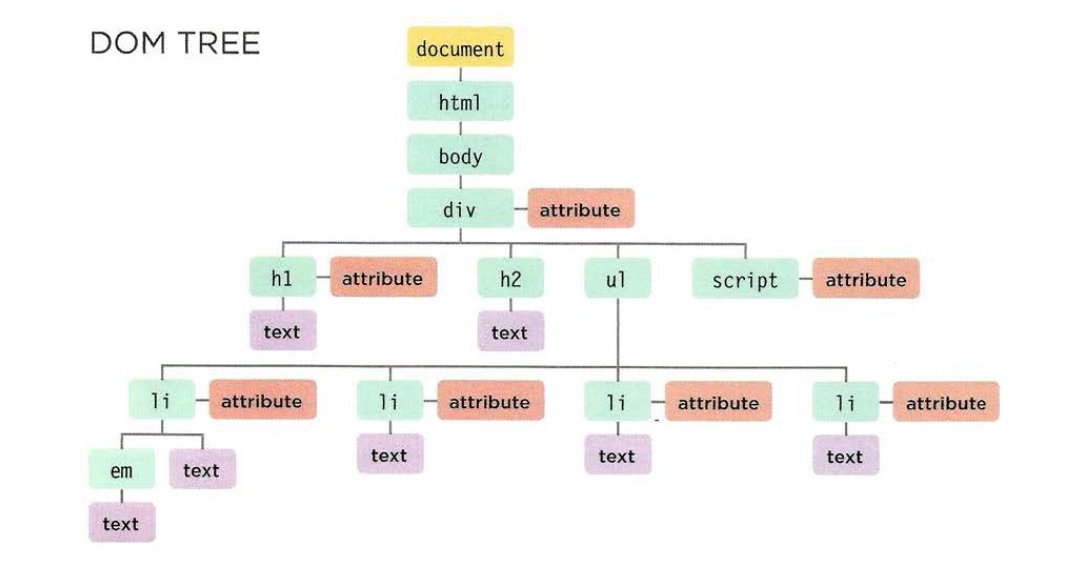 DOM TREE
document
html
body
div attribute
h1 attribute h2 ul script attribute
text text
li attribute li attribute li attribute li attribute
text text text
em text
text